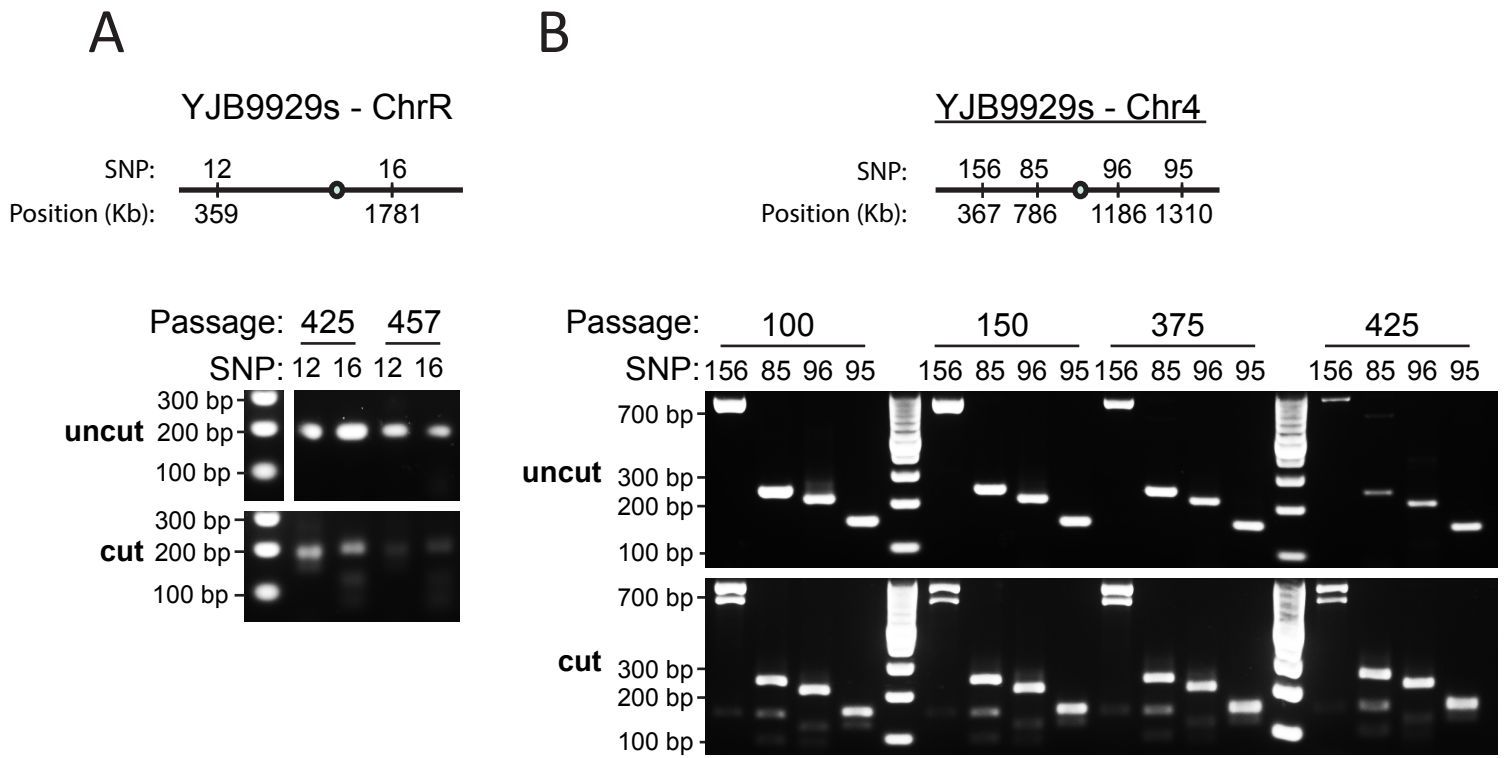 A
YJB9929s - ChrR
SNP: 12 16
Position (Kb): 359 1781
Passage: 425 457
SNP: 12 16 12 16
300 bp
uncut 200 bp
100 bp
300 bp
cut 200 bp
100 bp
B
YJB9929s - Chr4
SNP: 156 85 96 95
Position (Kb): 367 786 1186 1310
Passage: 100 150 375 425
SNP: 156 85 96 95 156 85 96 95 156 85 96 95 156 85 96 95
700 bp
uncut 300 bp
200 bp
100 bp
700 bp
cut 300 bp
200 bp
100 bp